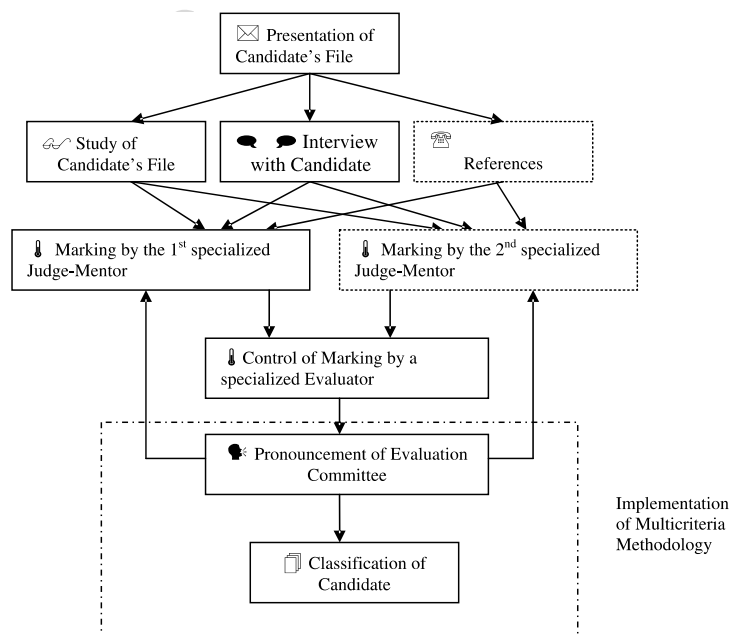 Presentation of
Candidate's File
Study of
Candidate's File
Interview
with Candidate
References
Marking by the 1st specialized
Judge-Mentor
Marking by the 2nd specialized
Judge-Mentor
Control of Marking by a
specialized Evaluator
Pronouncement of Evaluation
Committee
Implementation
of Multicriteria
Methodology
Classification of
Candidate